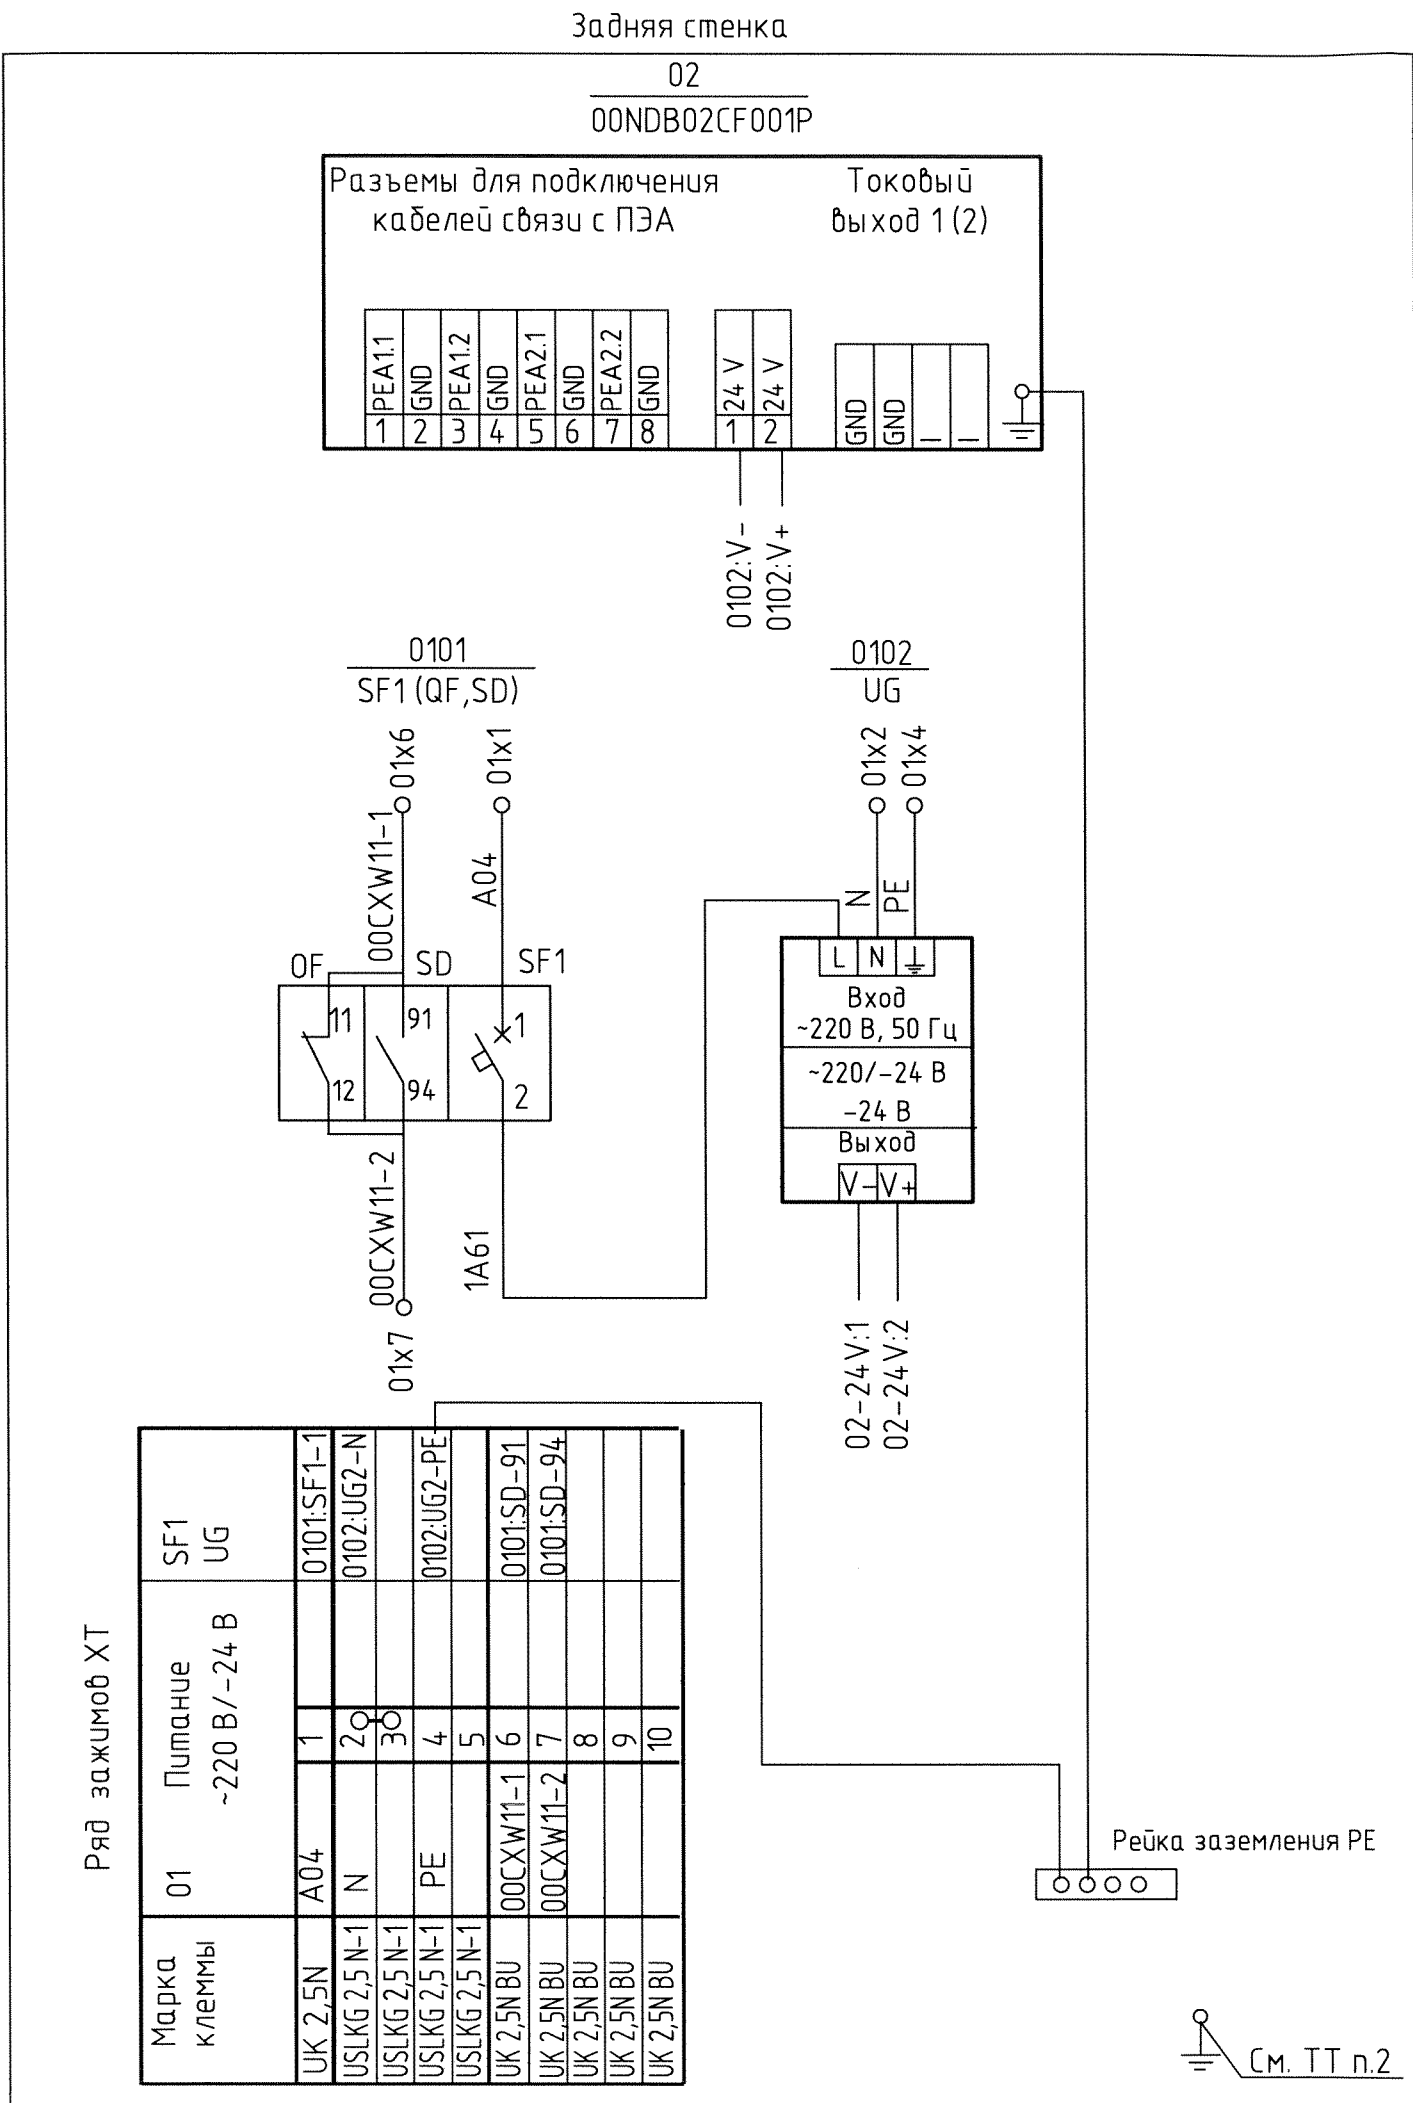 Задняя стенка
02
00NDB02CF001P
Разъемы для подключения
кабелей связи с ПЭА
Токовый
выход 1 (2)
1 PEA1.1
2 GND
3 PEA1.2
4 GND
5 PEA2.1
6 GND
7 PEA2.2
8 GND
1 24 V
2 24 V
GND
GND
0102:V-
0102:V+
0101
SF1 (QF,SD)
0102
UG
01x6
01x1
01x2
01x4
00CXW11-1
A04
N
PE
OF
SD
SF1
11
91
1
12
94
2
L N
Вход
~220 В, 50 Гц
~220/-24 В
-24 В
Выход
V- V+
00CXW11-2
1A61
01x7
02-24 V:1
02-24 V:2
Ряд зажимов ХТ
Марка
клеммы
01 Питание
~220 В/-24 В
SF1
UG
UK 2,5N A04 1 0101:SF1-1
USLKG 2,5 N-1 N 2 0102:UG2-N
USLKG 2,5 N-1 3
USLKG 2,5 N-1 PE 4 0102:UG2-PE
USLKG 2,5 N-1 5
UK 2,5N BU 00CXW11-1 6 0101:SD-91
UK 2,5N BU 00CXW11-2 7 0101:SD-94
UK 2,5N BU 8
UK 2,5N BU 9
UK 2,5N BU 10
Рейка заземления PE
См. ТТ п.2